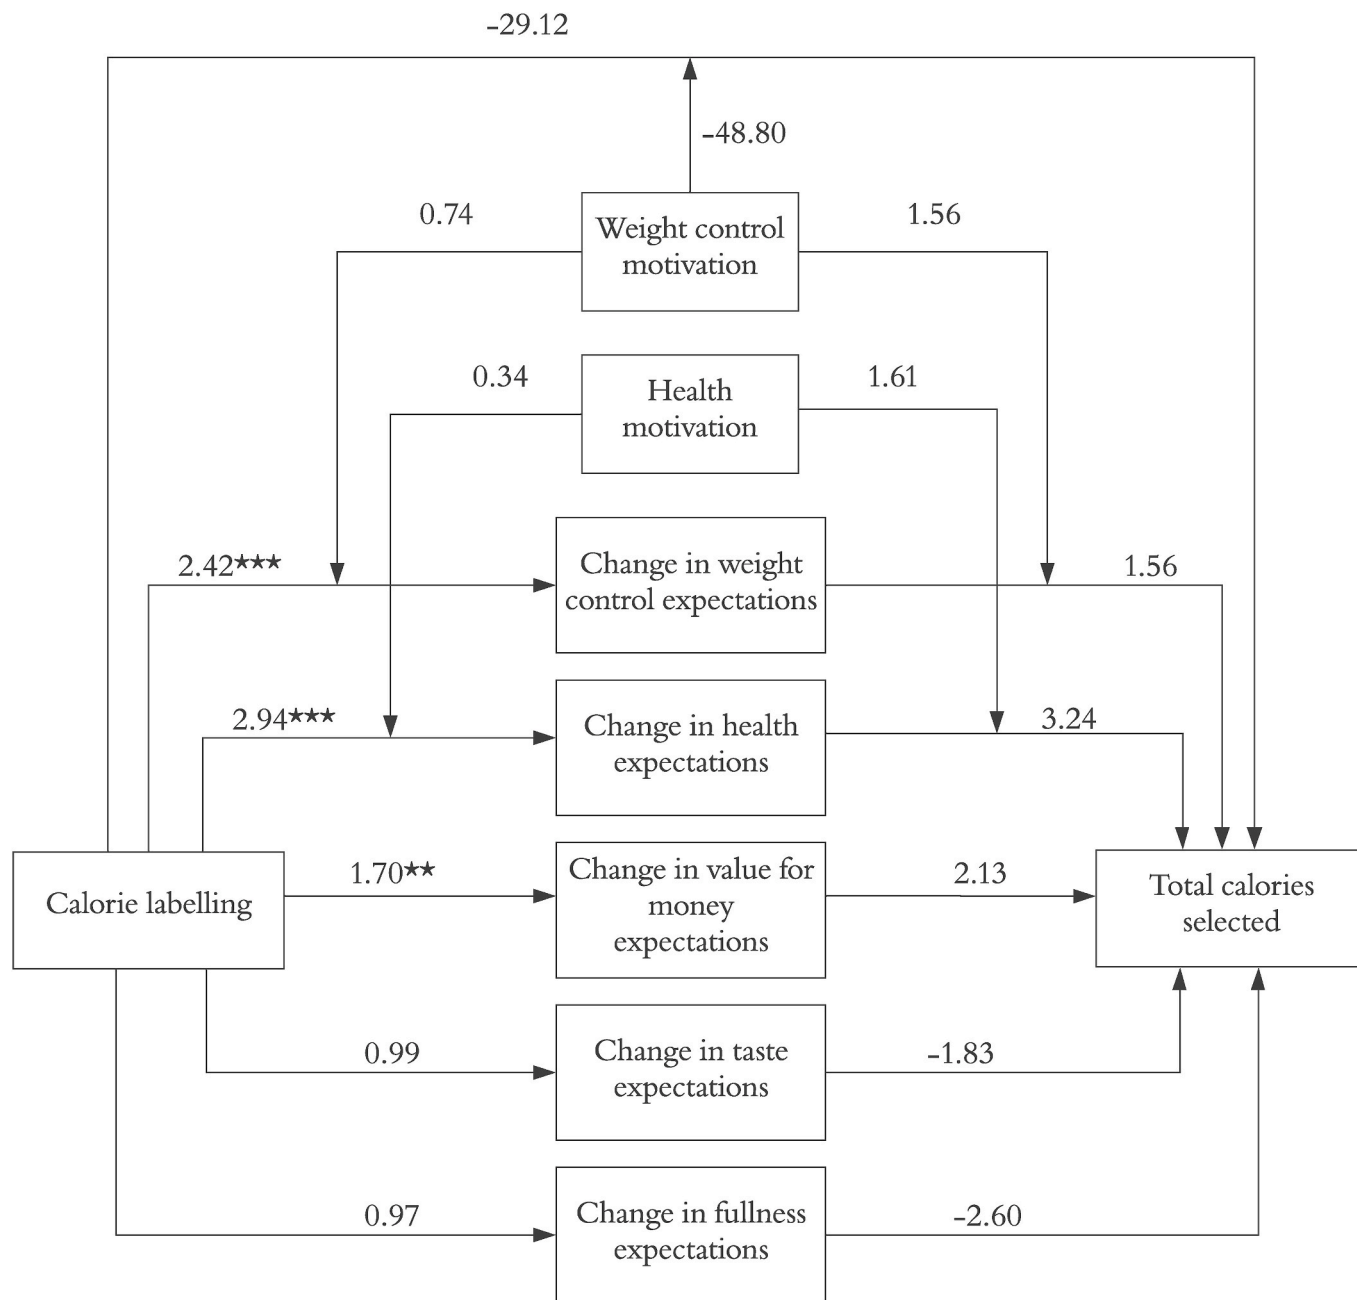 -29.12
-48.80
0.74
Weight control
motivation
1.56
0.34
Health
motivation
1.61
2.42★★★
Change in weight
control expectations
1.56
2.94★★★
Change in health
expectations
3.24
Calorie labelling
1.70★★
Change in value for
money
expectations
2.13
Total calories
selected
0.99
Change in taste
expectations
-1.83
0.97
Change in fullness
expectations
-2.60